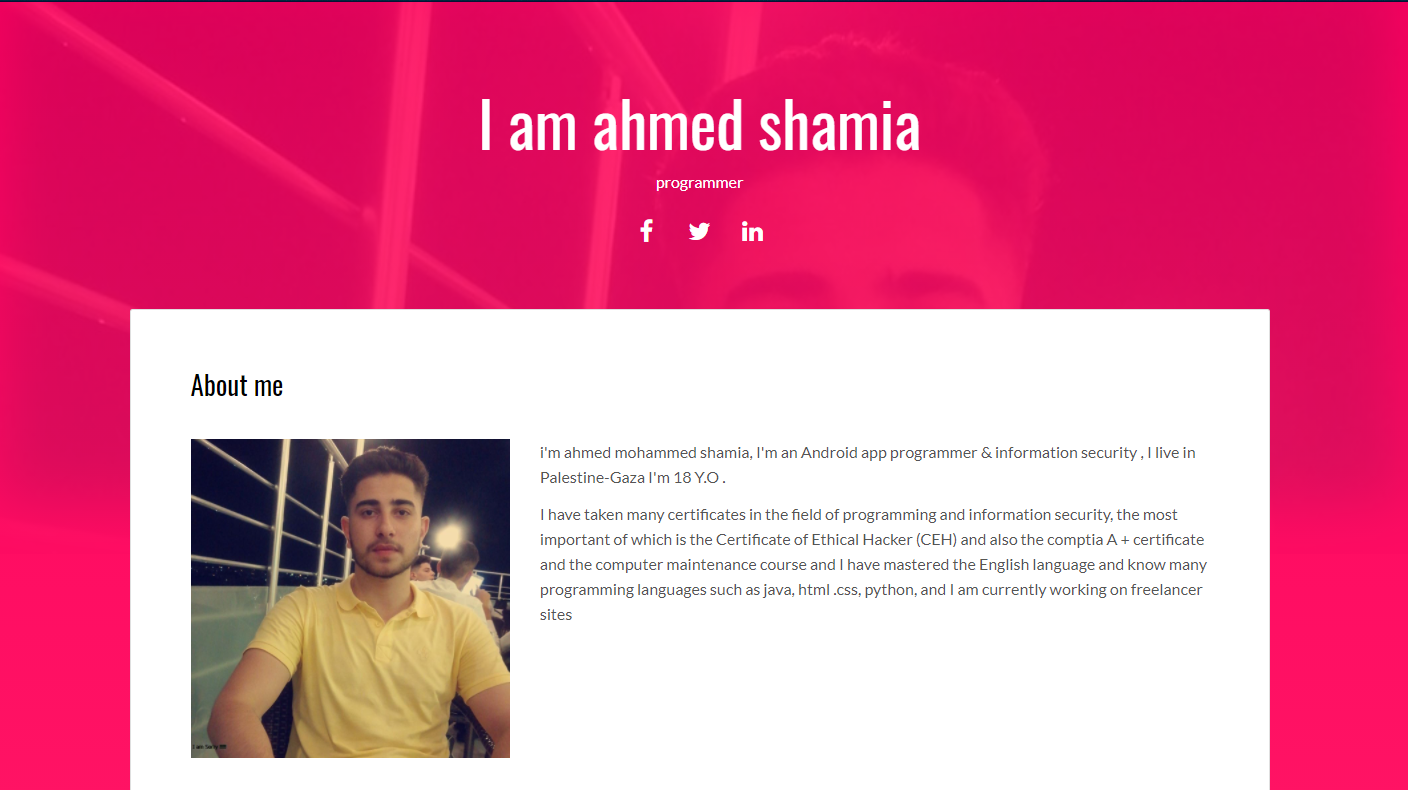 I am ahmed shamia
programmer
About me
i'm ahmed mohammed shamia, I'm an Android app programmer & information security , I live in
Palestine-Gaza I'm 18 Y.O .
I have taken many certificates in the field of programming and information security, the most
important of which is the Certificate of Ethical Hacker (CEH) and also the comptia A + certificate
and the computer maintenance course and I have mastered the English language and know many
programming languages such as java, html .css, python, and I am currently working on freelancer
sites